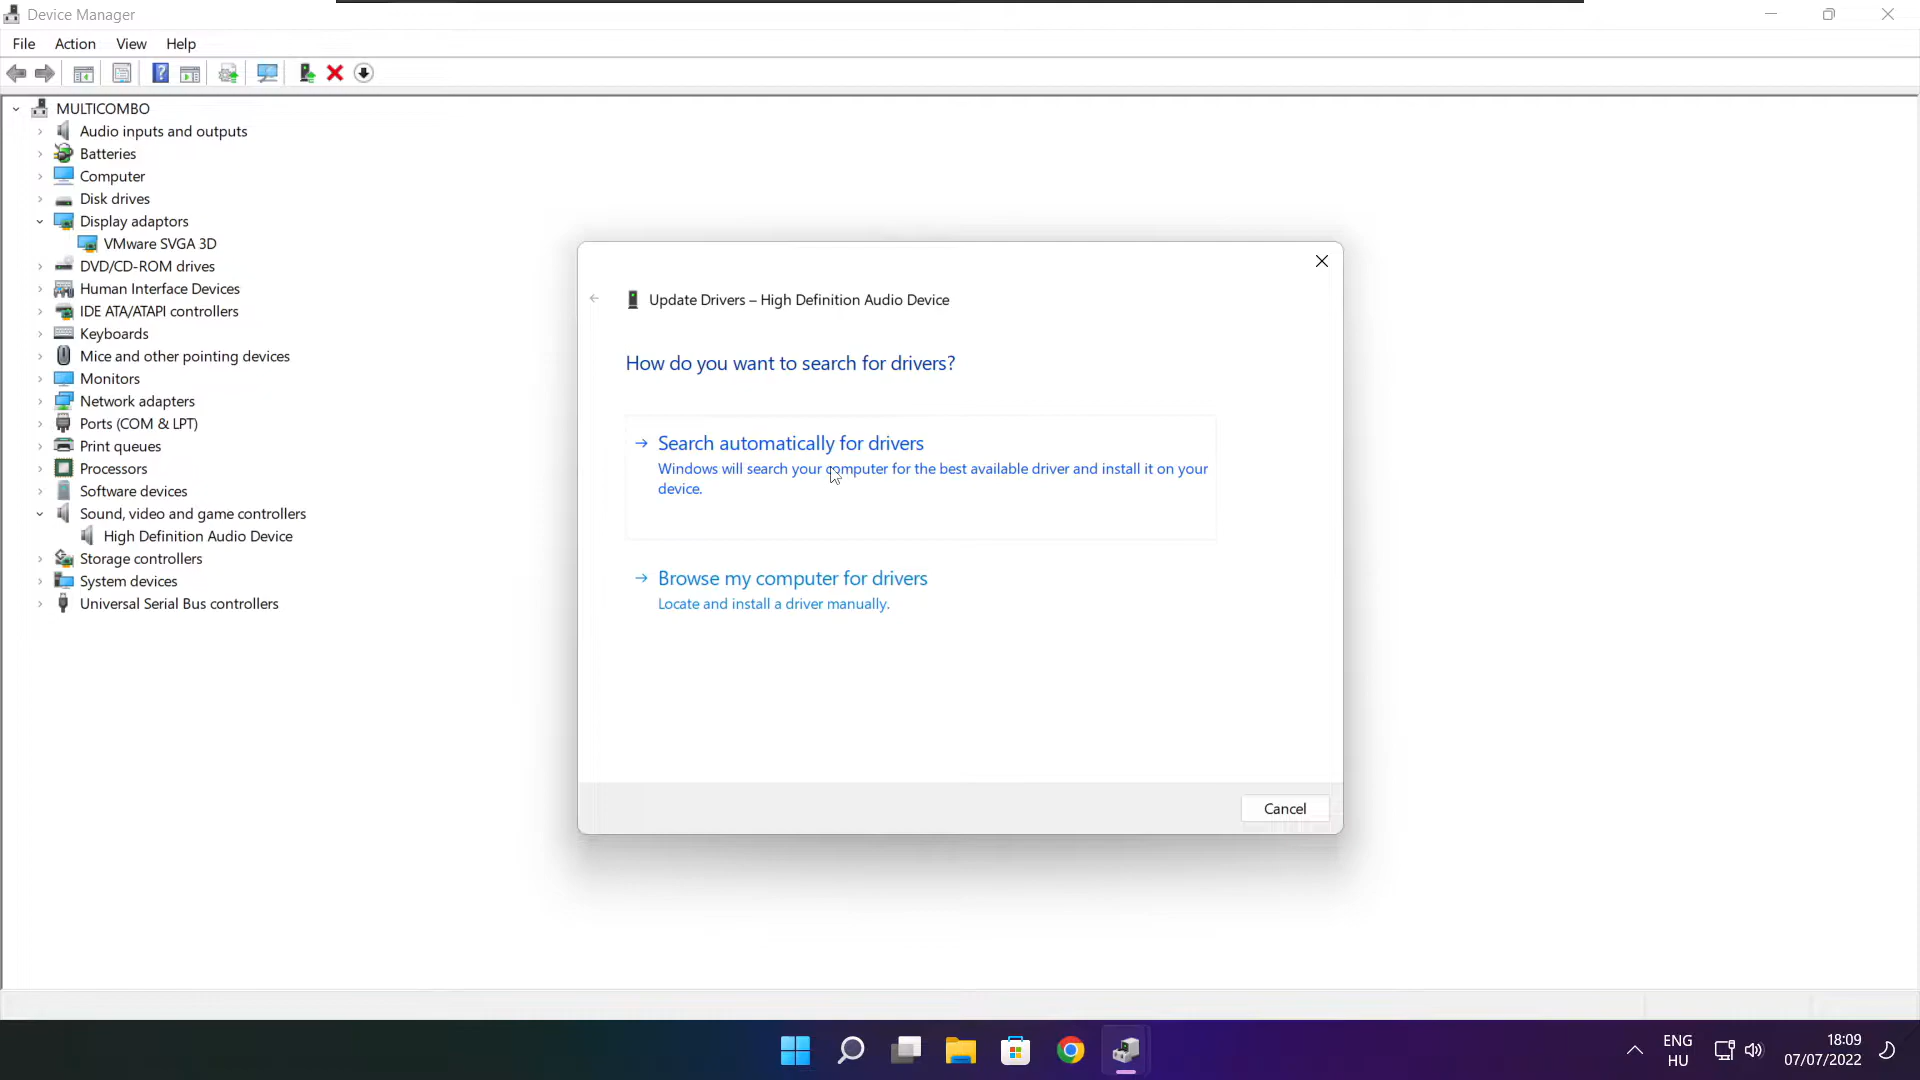 Device Manager
File Action View Help
MULTICOMBO
Audio inputs and outputs
Batteries
Computer
Disk drives
Display adaptors
VMware SVGA 3D
DVD/CD-ROM drives
Human Interface Devices
IDE ATA/ATAPI controllers
Keyboards
Mice and other pointing devices
Monitors
Network adapters
Ports (COM & LPT)
Print queues
Processors
Software devices
Sound, video and game controllers
High Definition Audio Device
Storage controllers
System devices
Universal Serial Bus controllers
Update Drivers – High Definition Audio Device
How do you want to search for drivers?
Search automatically for drivers
Windows will search your computer for the best available driver and install it on your
device.
Browse my computer for drivers
Locate and install a driver manually.
Cancel
ENG
HU
18:09
07/07/2022